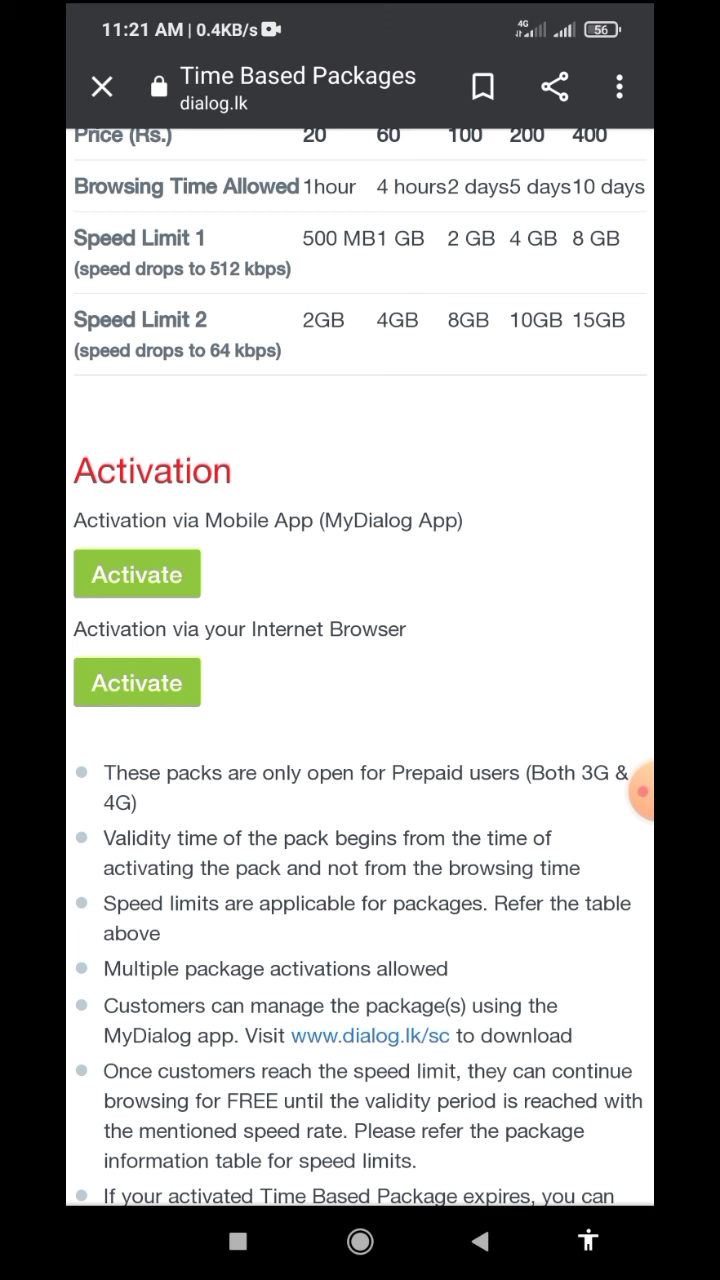 11:21 AM | 0.4KB/s
4G
56
Time Based Packages
dialog.lk
Price (Rs.) 20 60 100 200 400
Browsing Time Allowed 1hour 4 hours 2 days 5 days 10 days
Speed Limit 1 500 MB 1 GB 2 GB 4 GB 8 GB
(speed drops to 512 kbps)
Speed Limit 2 2GB 4GB 8GB 10GB 15GB
(speed drops to 64 kbps)
Activation
Activation via Mobile App (MyDialog App)
Activate
Activation via your Internet Browser
Activate
These packs are only open for Prepaid users (Both 3G &
4G)
Validity time of the pack begins from the time of
activating the pack and not from the browsing time
Speed limits are applicable for packages. Refer the table
above
Multiple package activations allowed
Customers can manage the package(s) using the
MyDialog app. Visit www.dialog.lk/sc to download
Once customers reach the speed limit, they can continue
browsing for FREE until the validity period is reached with
the mentioned speed rate. Please refer the package
information table for speed limits.
If your activated Time Based Package expires, you can